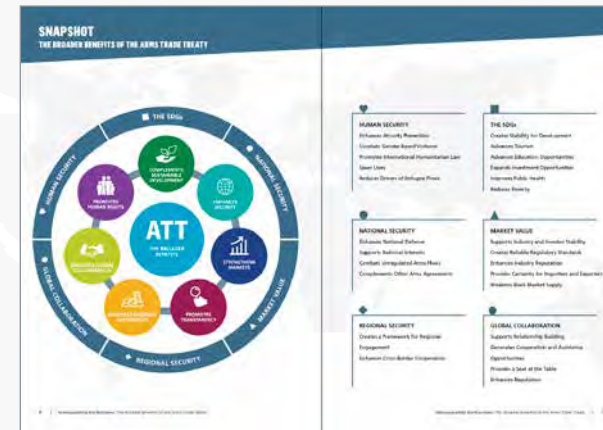 SNAPSHOT
THE BROADER BENEFITS OF THE ARMS TRADE TREATY
THE SDGs
HUMAN SECURITY
NATIONAL SECURITY
COMPLEMENTS
SUSTAINABLE
DEVELOPMENT
PROMOTES
HUMAN RIGHTS
ENHANCES
SECURITY
ATT
THE BROADER
BENEFITS
STRENGTHENS
MARKETS
PROMOTES
TRANSPARENCY
GLOBAL COLLABORATION
MARKET VALUE
REGIONAL SECURITY
HUMAN SECURITY
Enhances Atrocity Prevention
Combats Gender-based Violence
Promotes International Humanitarian Law
Saves Lives
Reduces Drivers of Refugee Flows
THE SDGs
Creates Stability for Development
Advances Tourism
Advances Education Opportunities
Expands Investment Opportunities
Improves Public Health
Reduces Poverty
NATIONAL SECURITY
Enhances National Defense
Supports National Interests
Combats Unregulated Arms Flows
Complements Other Arms Agreements
MARKET VALUE
Supports Industry and Investor Stability
Creates Reliable Regulatory Standards
Enhances Industry Reputation
Provides Certainty for Importers and Exporters
Weakens Black Market Supply
REGIONAL SECURITY
Creates a Framework for Regional
Engagement
Enhances Cross-Border Cooperation
GLOBAL COLLABORATION
Supports Relationship Building
Generates Cooperation and Assistance
Opportunities
Provides a Seat at the Table
Enhances Reputation